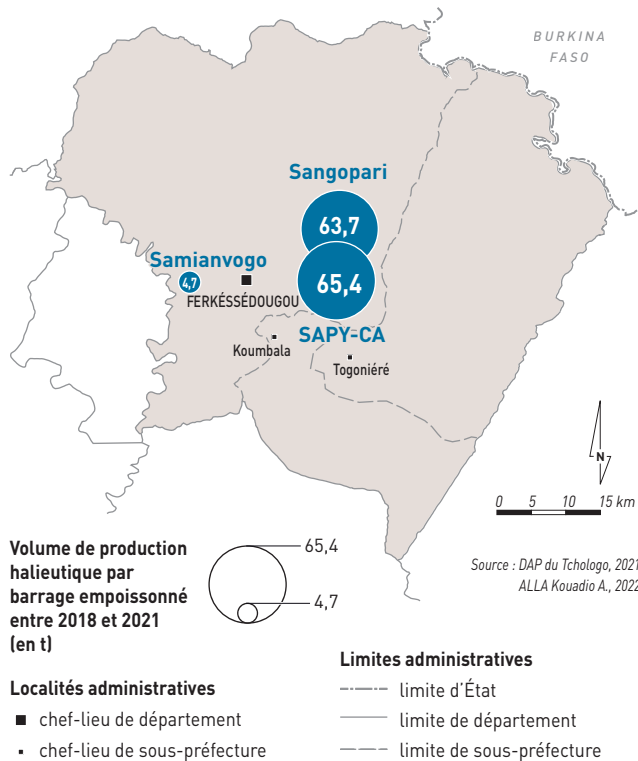 BURKINA
FASO
Sangopari
63,7
Samianvogo
4,7
65,4
FERKÉSSÉDOUGOU
SAPY-CA
Koumbala
Togoniéré
N
0 5 10 15 km
Volume de production
halieutique par
barrage empoissonné
entre 2018 et 2021
(en t)
65,4
4,7
Source : DAP du Tchologo, 2021
ALLA Kouadio A., 2022
Localités administratives
chef-lieu de département
chef-lieu de sous-préfecture
Limites administratives
limite d'État
limite de département
limite de sous-préfecture